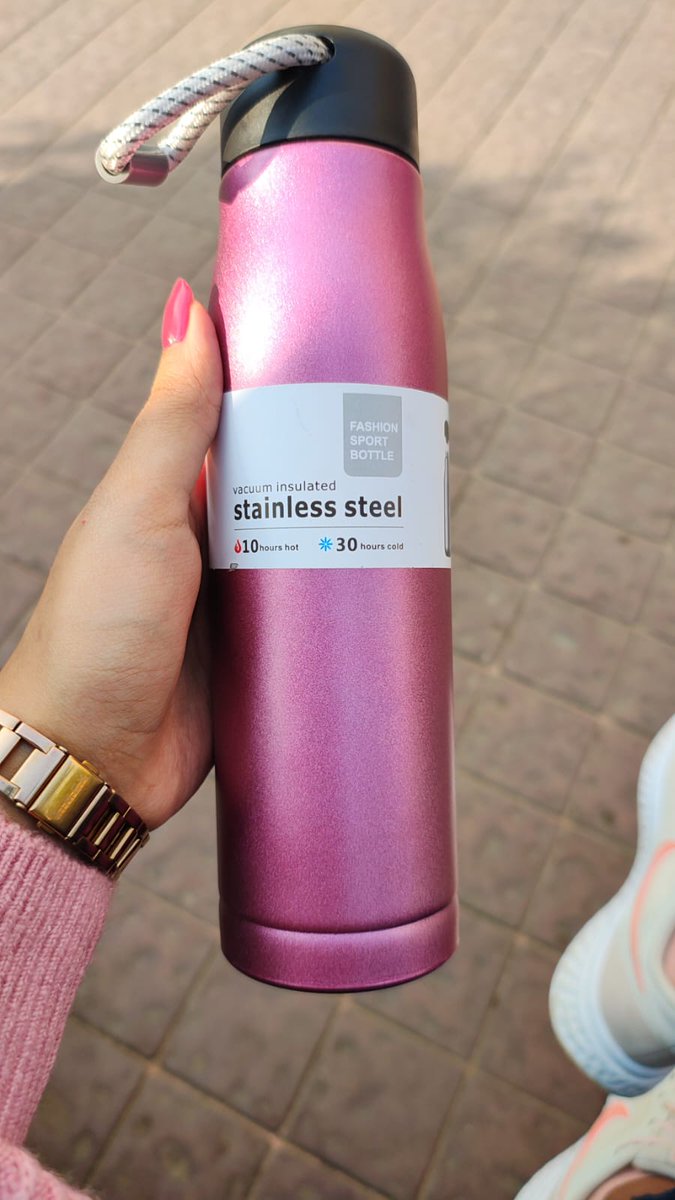 FASHION
SPORT
BOTTLE
vacuum insulated
stainless steel
10 hours hot 30 hours cold